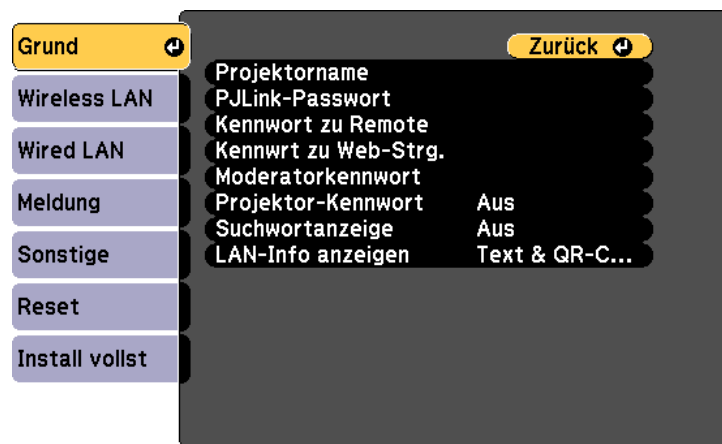 Grund
Wireless LAN
Wired LAN
Meldung
Sonstige
Reset
Install vollst
Zurück
Projektorname
PJLink-Passwort
Kennwort zu Remote
Kennwrt zu Web-Strg.
Moderatorkennwort
Projektor-Kennwort Aus
Suchwortanzeige Aus
LAN-Info anzeigen Text & QR-C...